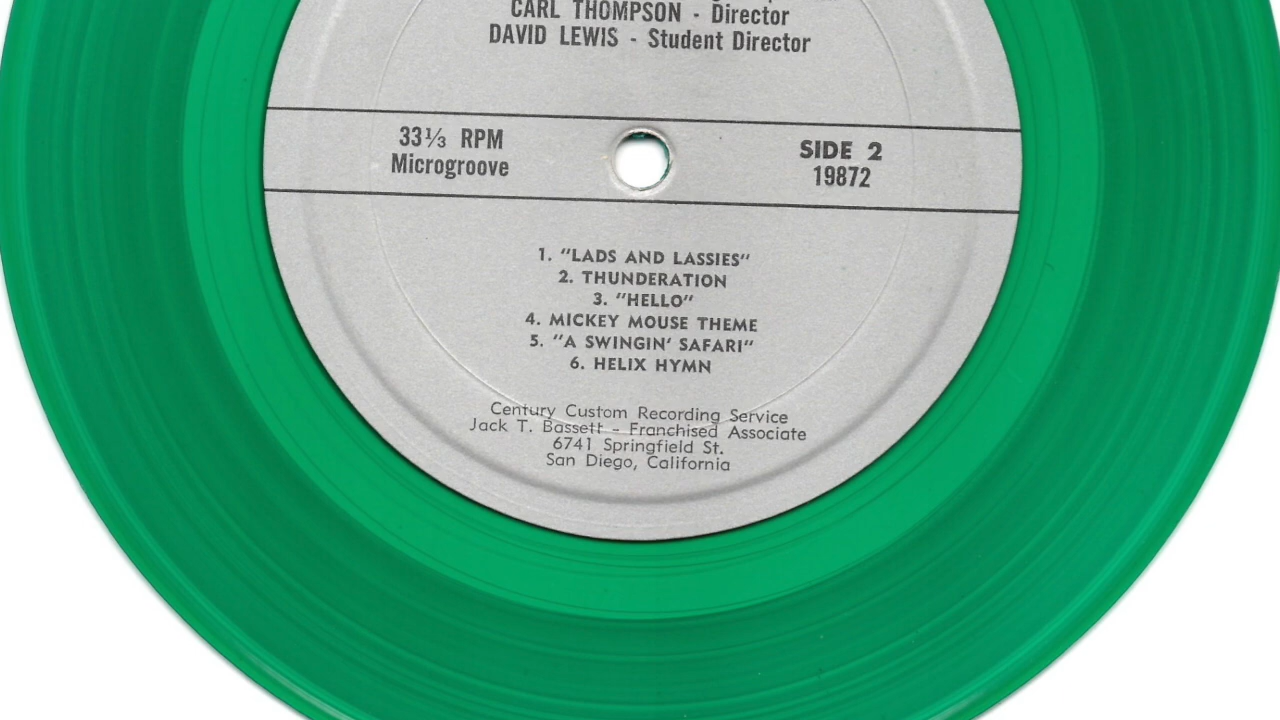 CARL THOMPSON - Director
DAVID LEWIS - Student Director
33⅓ RPM
Microgroove
SIDE 2
19872
1. "LADS AND LASSIES"
2. THUNDERATION
3. "HELLO"
4. MICKEY MOUSE THEME
5. "A SWINGIN' SAFARI"
6. HELIX HYMN
Century Custom Recording Service
Jack T. Bassett - Franchised Associate
6741 Springfield St.
San Diego, California